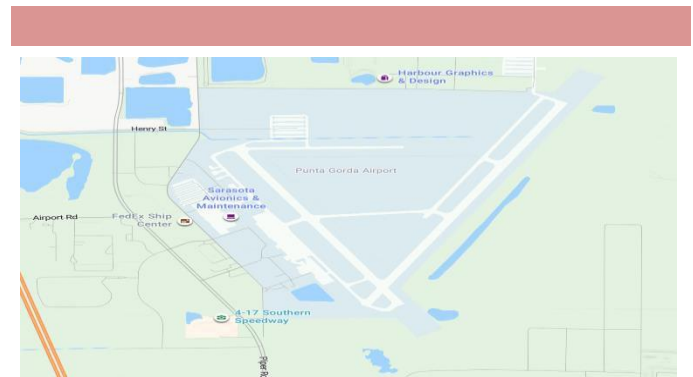 Harbour Graphics
& Design
Henry St
Punta Gorda Airport
Sarasota
Avionics &
Maintenance
Airport Rd
FedEx Ship
Center
4-17 Southern
Speedway
Piper R